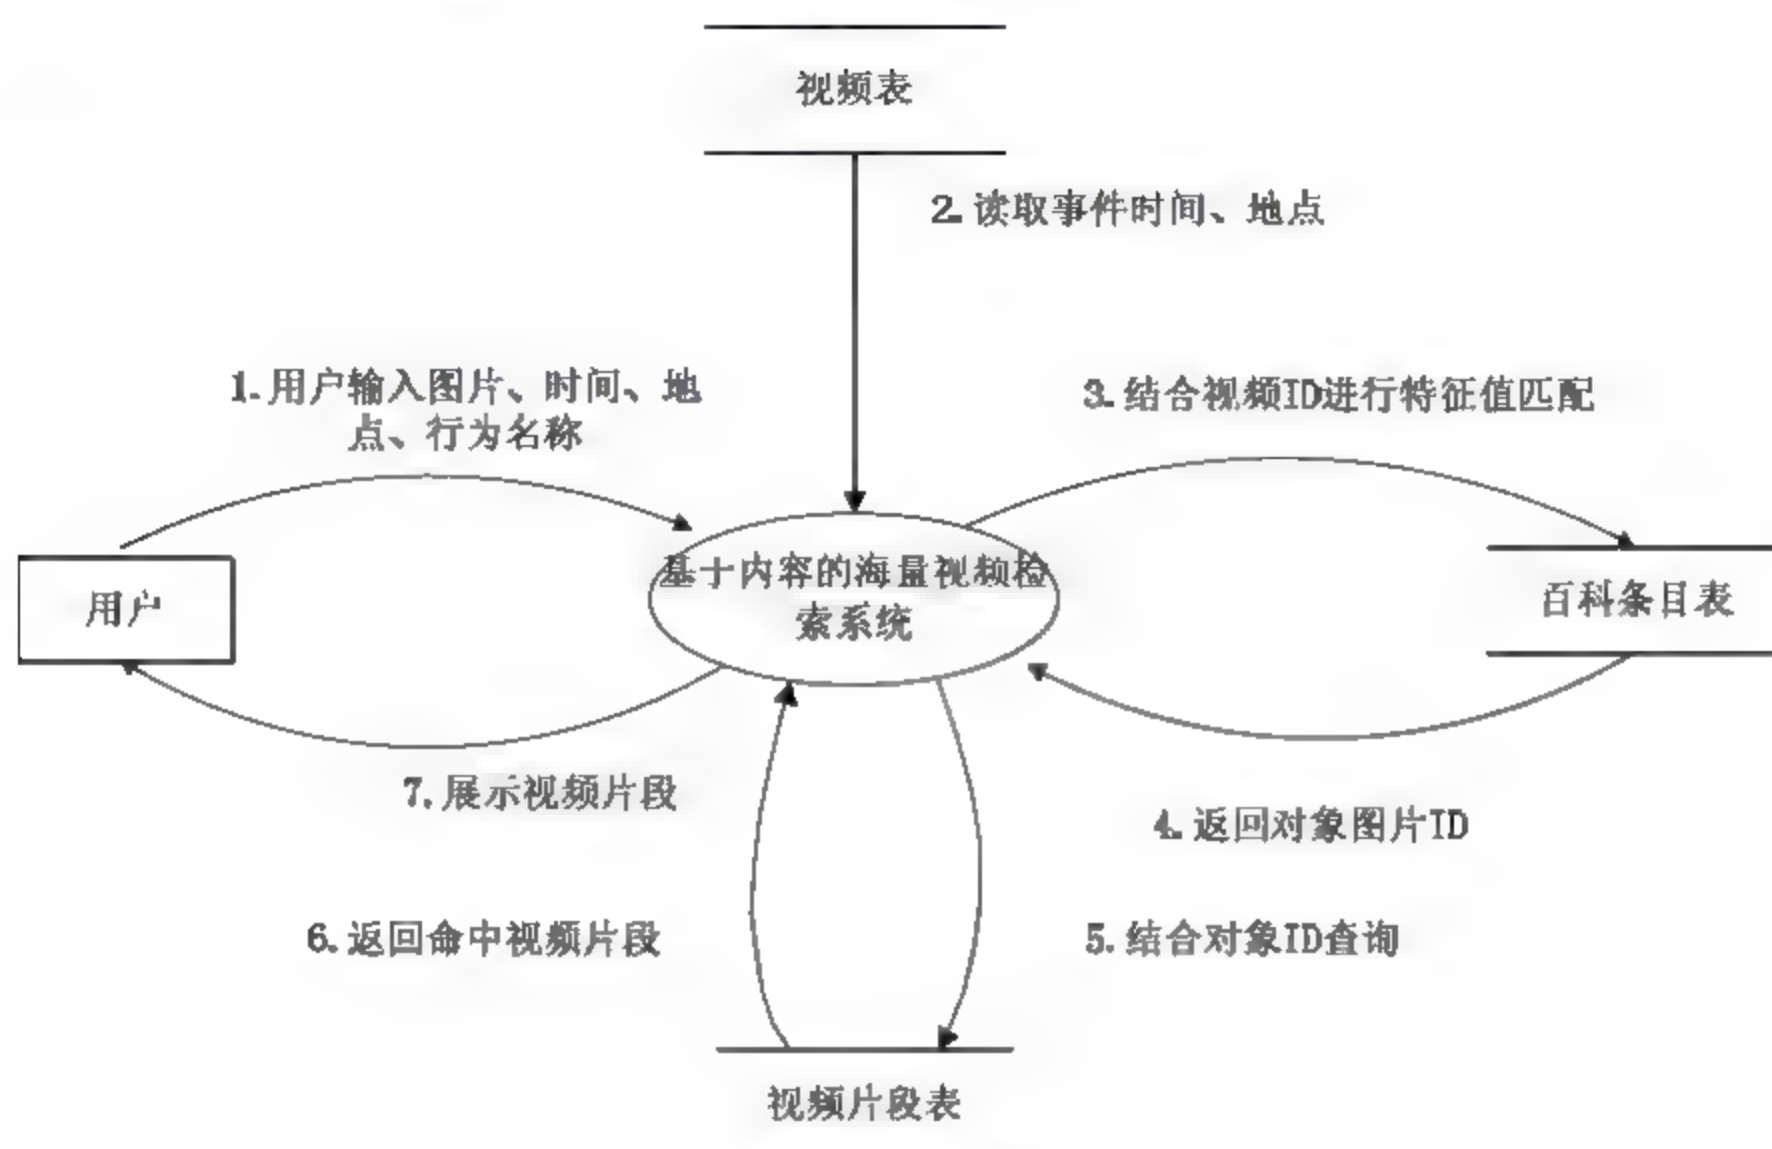 视频表
2.读取事件时间、地点
1.用户输入图片、时间、地
点、行为名称
3.结合视频ID进行特征值匹配
基于内容的海量视频检
索系统
用户
百科条目表
7.展示视频片段
4.返回对象图片ID
6.返回命中视频片段
5.结合对象ID查询
视频片段表